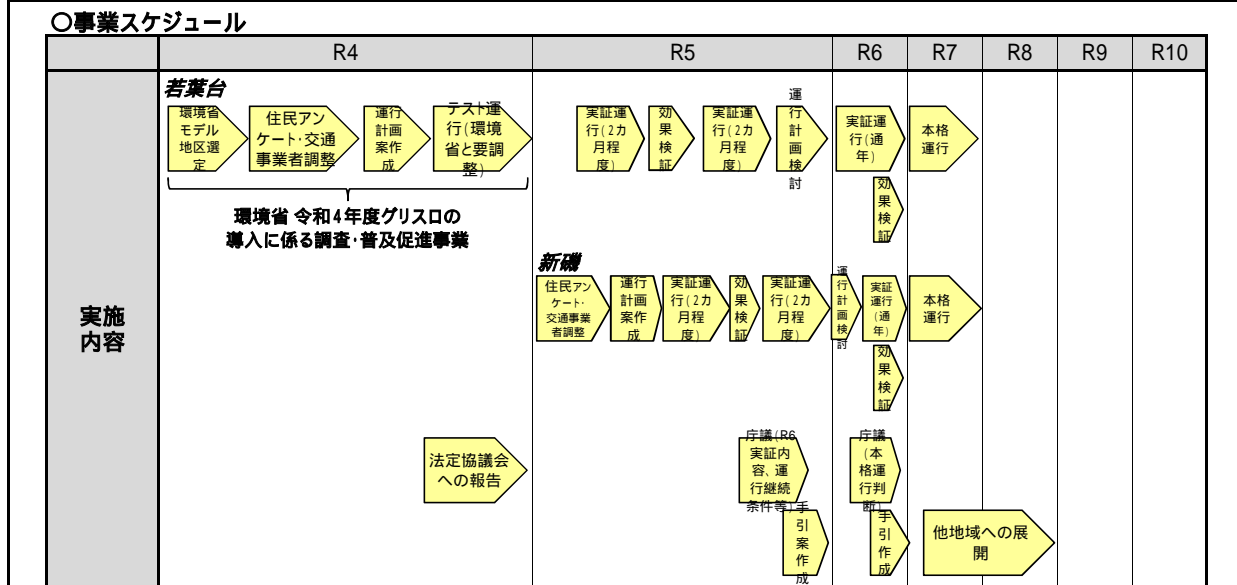 〇事業スケジュール
R4
R5
R6
R7
R8
R9
R10
実施
内容
若葉台
環境省
モデル
地区選
定
住民アン
ケート・交通
事業者調整
運行
計画
案作
成
テスト運
行(環境
省と要調
整)
実証運
行(2カ
月程
度)
効
果
検
証
実証運
行(2カ
月程
度)
運
行
計
画
検
討
実証運
行(通
年)
本格
運行
効
果
検
証
環境省 令和4年度グリスロの
導入に係る調査・普及促進事業
新磯
住民アン
ケート・
交通事業
者調整
運行
計画
案作
成
実証運
行(2カ
月程
度)
効
果
検
証
実証運
行(2カ
月程
度)
運
行
計
画
検
討
実証
運行
(通
年)
本格
運行
効
果
検
証
法定協議会
への報告
庁議(R6
実証内
容、運
行継続
条件等)
庁議
(本
格運
行判
断)
手
引
案
作
成
手
引
作
成
他地域への展
開